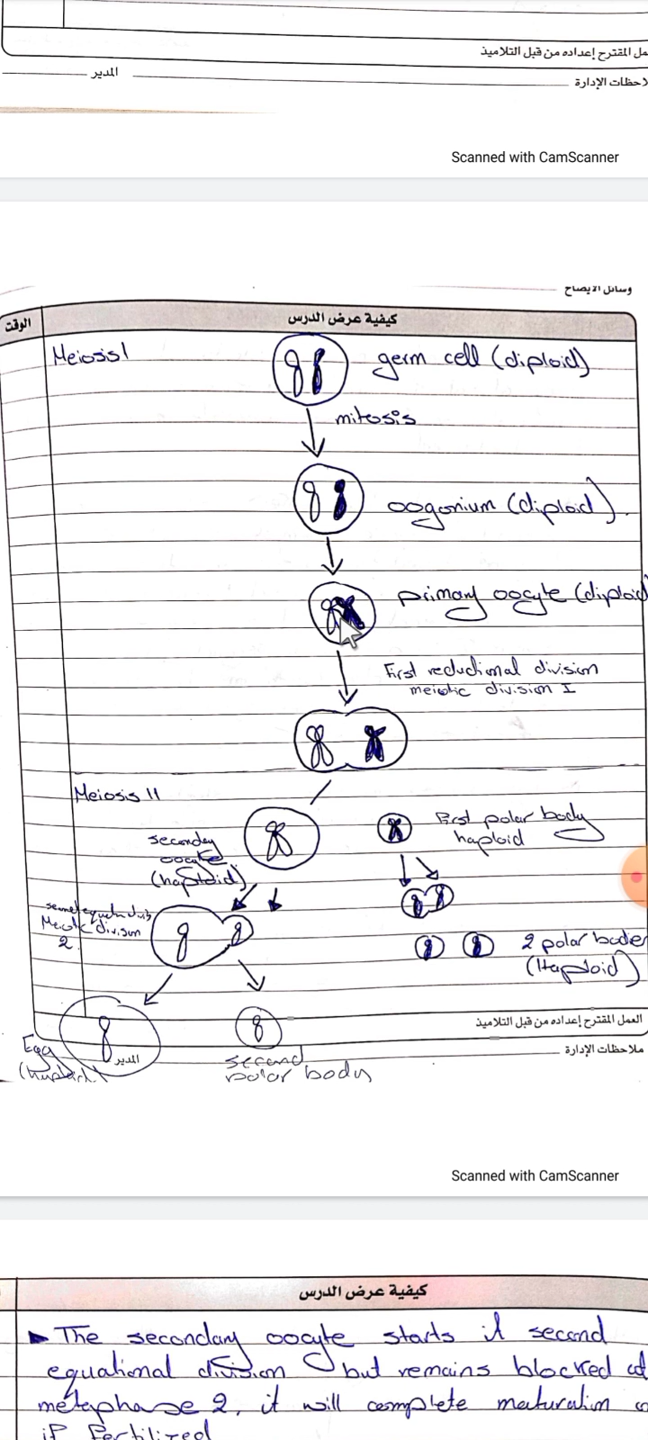 العمل المقترح إعداده من قبل التلاميذ
ملاحظات الإدارة المدير
Scanned with CamScanner
وسائل الايضاح
كيفية عرض الدرس الوقت
Meiosis I
germ cell (diploid)
mitosis
oogonium (diploid).
primary oocyte (diploid
First reductional division
meiotic division I
Meiosis II
First polar body
haploid
seconday
oocyte
(haploid)
Meiotic division
2
2 polar bodies
(Haploid)
العمل المقترح إعداده من قبل التلاميذ
ملاحظات الإدارة المدير
Egg
(haploid)
second
polar body
Scanned with CamScanner
كيفية عرض الدرس
The secondary oocyte starts it second
equational division but remains blocked at
metaphase 2, it will complete maturation
if fertilized